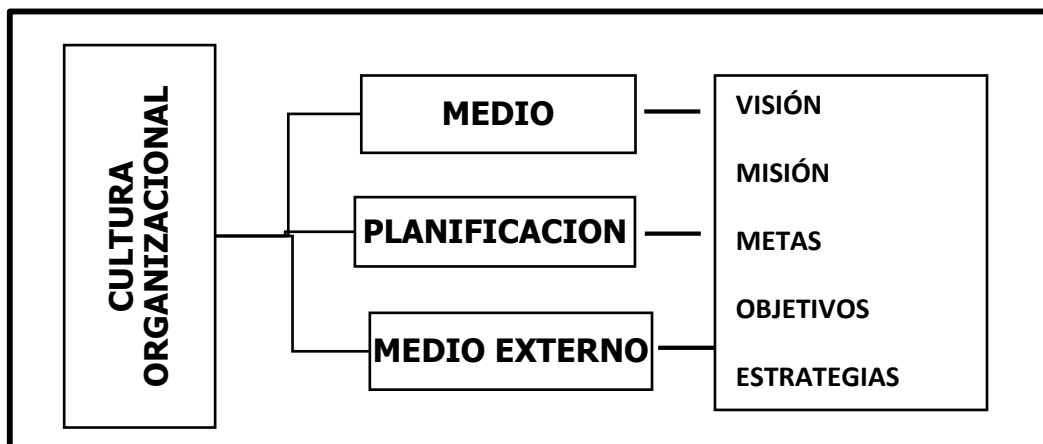 CULTURA
ORGANIZACIONAL
MEDIO
PLANIFICACION
MEDIO EXTERNO
VISIÓN
MISIÓN
METAS
OBJETIVOS
ESTRATEGIAS